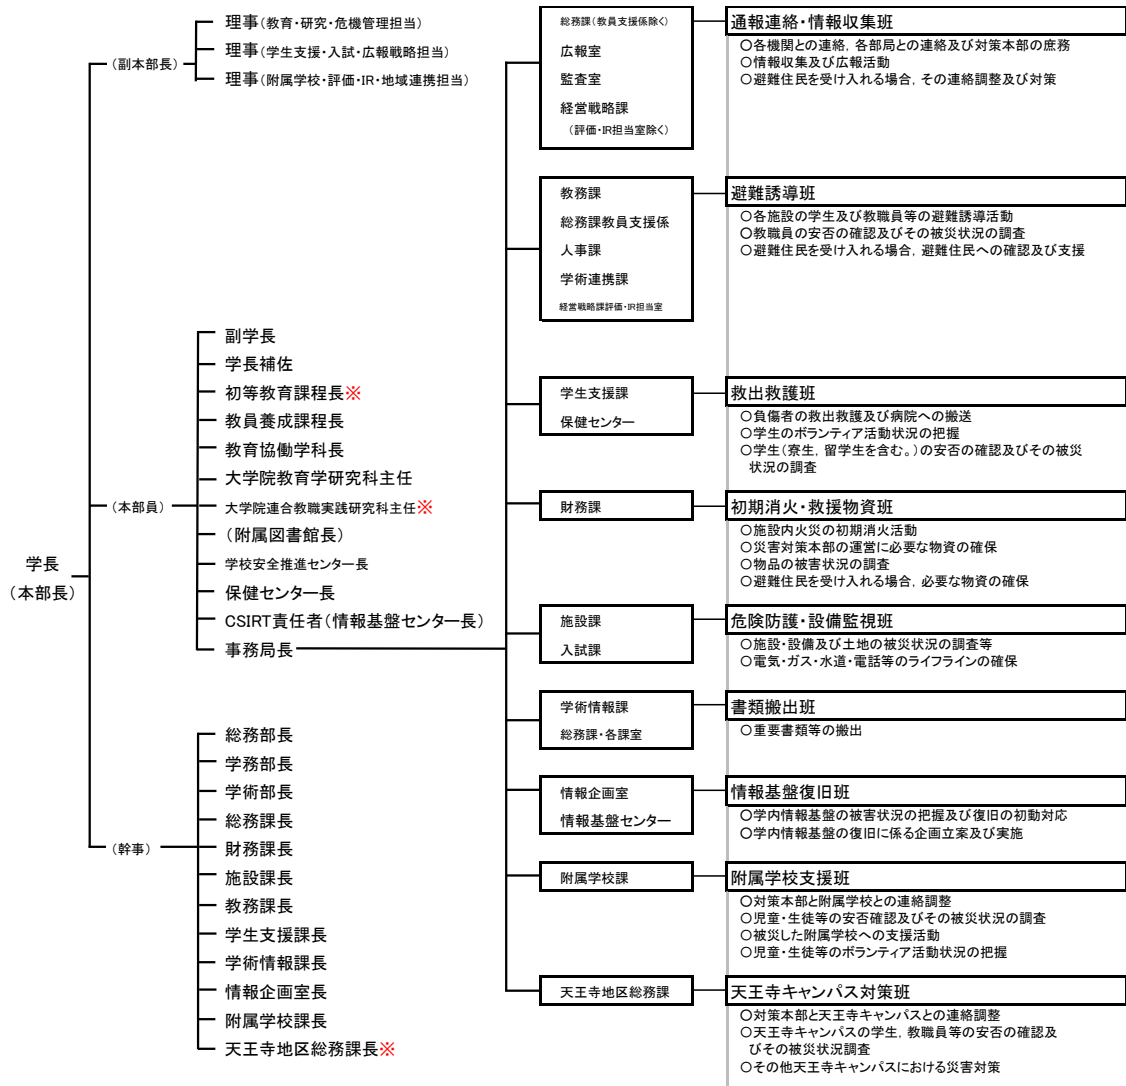 学長
（本部長）
（副本部長）
理事（教育・研究・危機管理担当）
理事（学生支援・入試・広報戦略担当）
理事（附属学校・評価・IR・地域連携担当）
（本部員）
副学長
学長補佐
初等教育課程長※
教員養成課程長
教育協働学科長
大学院教育学研究科主任
大学院連合教職実践研究科主任※
（附属図書館長）
学校安全推進センター長
保健センター長
CSIRT責任者（情報基盤センター長）
事務局長
（幹事）
総務部長
学務部長
学術部長
総務課長
財務課長
施設課長
教務課長
学生支援課長
学術情報課長
情報企画室長
附属学校課長
天王寺地区総務課長※
総務課（教員支援係除く）
広報室
監査室
経営戦略課
（評価・IR担当室除く）
通報連絡・情報収集班
○各機関との連絡，各部局との連絡及び対策本部の庶務
○情報収集及び広報活動
○避難住民を受け入れる場合，その連絡調整及び対策
教務課
総務課教員支援係
人事課
学術連携課
経営戦略課評価・IR担当室
避難誘導班
○各施設の学生及び教職員等の避難誘導活動
○教職員の安否の確認及びその被災状況の調査
○避難住民を受け入れる場合，避難住民への確認及び支援
学生支援課
保健センター
救出救護班
○負傷者の救出救護及び病院への搬送
○学生のボランティア活動状況の把握
○学生（寮生，留学生を含む。）の安否の確認及びその被災
状況の調査
財務課
初期消火・救援物資班
○施設内火災の初期消火活動
○災害対策本部の運営に必要な物資の確保
○物品の被害状況の調査
○避難住民を受け入れる場合，必要な物資の確保
施設課
入試課
危険防護・設備監視班
○施設・設備及び土地の被災状況の調査等
○電気・ガス・水道・電話等のライフラインの確保
学術情報課
総務課・各課室
書類搬出班
○重要書類等の搬出
情報企画室
情報基盤センター
情報基盤復旧班
○学内情報基盤の被害状況の把握及び復旧の初動対応
○学内情報基盤の復旧に係る企画立案及び実施
附属学校課
附属学校支援班
○対策本部と附属学校との連絡調整
○児童・生徒等の安否確認及びその被災状況の調査
○被災した附属学校への支援活動
○児童・生徒等のボランティア活動状況の把握
天王寺地区総務課
天王寺キャンパス対策班
○対策本部と天王寺キャンパスとの連絡調整
○天王寺キャンパスの学生，教職員等の安否の確認及
びその被災状況調査
○その他天王寺キャンパスにおける災害対策